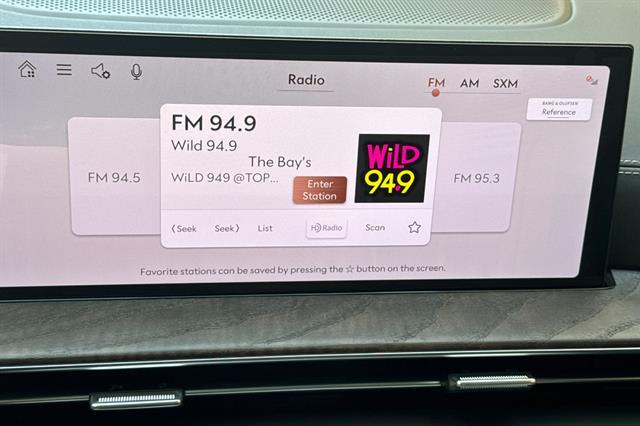 Radio
FM AM SXM
BANG & OLUFSEN
Reference
FM 94.5
FM 94.9
Wild 94.9
The Bay's
WiLD 949 @TOP...
Enter
Station
WiLD
94.9
FM 95.3
Seek
Seek
List
HD Radio
Scan
Favorite stations can be saved by pressing the ☆ button on the screen.